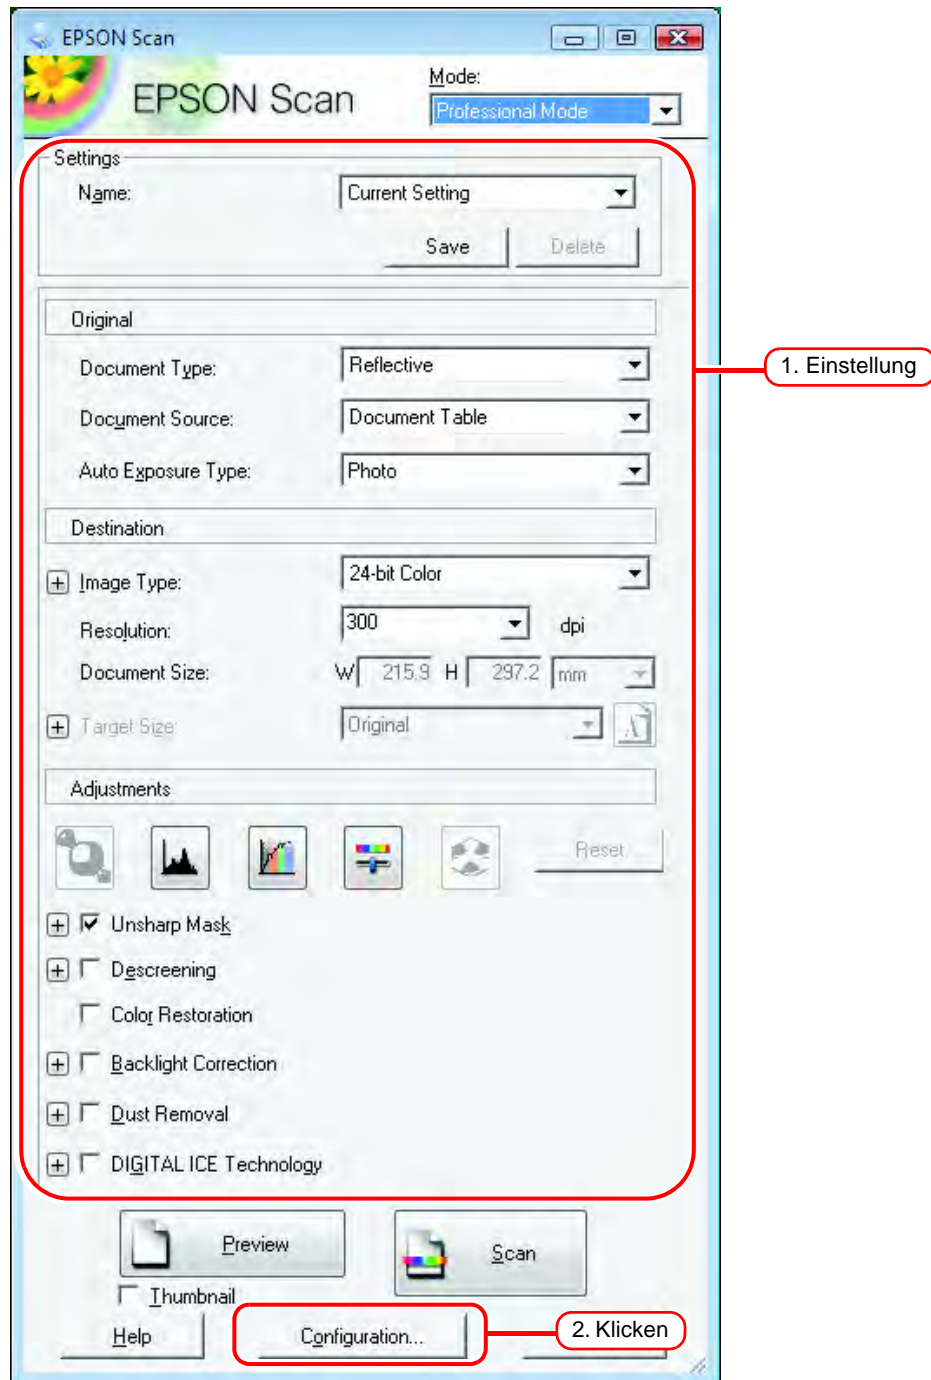 EPSON Scan
EPSON Scan
Mode:
Professional Mode
Settings
Name:
Current Setting
Save
Delete
Original
Document Type:
Reflective
1. Einstellung
Document Source:
Document Table
Auto Exposure Type:
Photo
Destination
Image Type:
24-bit Color
Resolution:
300
dpi
Document Size:
W 215.9 H 297.2 mm
Target Size:
Original
Adjustments
Reset
Unsharp Mask
Descreening
Color Restoration
Backlight Correction
Dust Removal
DIGITAL ICE Technology
Preview
Scan
Thumbnail
Help
Configuration...
2. Klicken